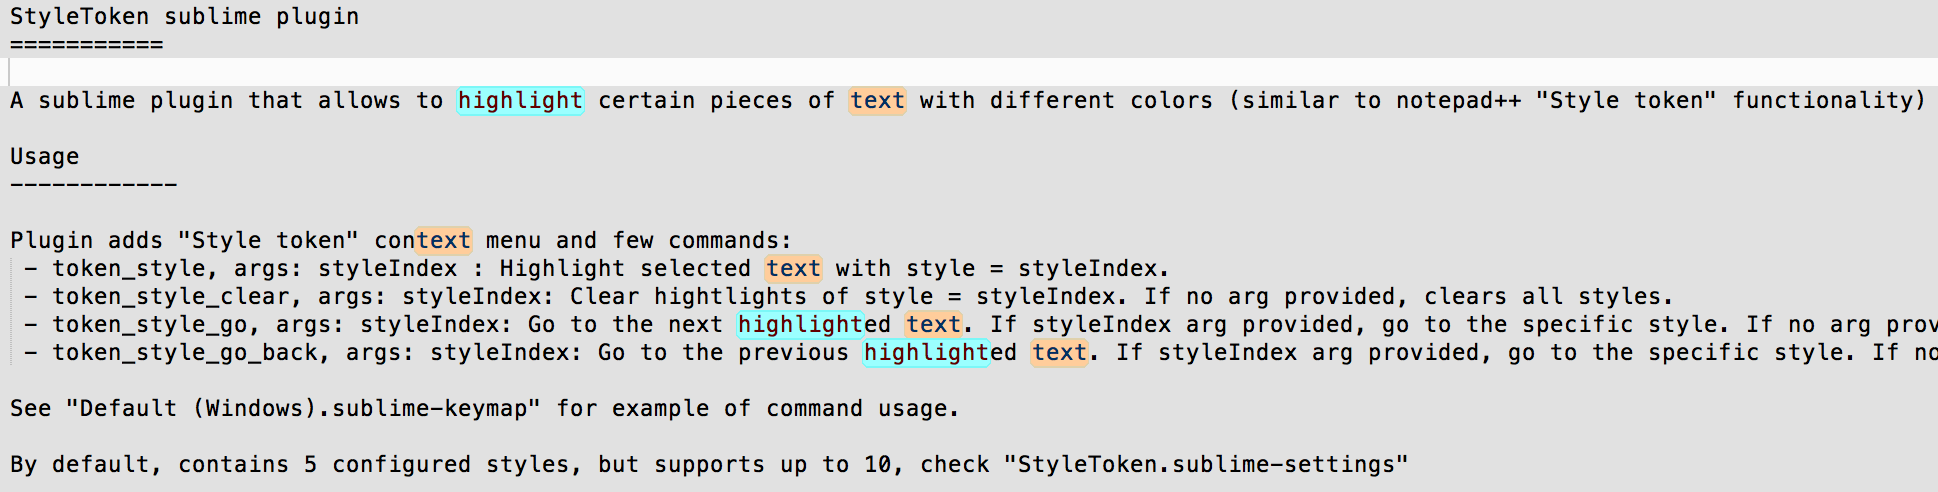 StyleToken sublime plugin
===========
A sublime plugin that allows to highlight certain pieces of text with different colors (similar to notepad++ "Style token" functionality)
Usage
------------
Plugin adds "Style token" context menu and few commands:
- token_style, args: styleIndex : Highlight selected text with style = styleIndex.
- token_style_clear, args: styleIndex: Clear hightlights of style = styleIndex. If no arg provided, clears all styles.
- token_style_go, args: styleIndex: Go to the next highlighted text. If styleIndex arg provided, go to the specific style. If no arg prov
- token_style_go_back, args: styleIndex: Go to the previous highlighted text. If styleIndex arg provided, go to the specific style. If no
See "Default (Windows).sublime-keymap" for example of command usage.
By default, contains 5 configured styles, but supports up to 10, check "StyleToken.sublime-settings"